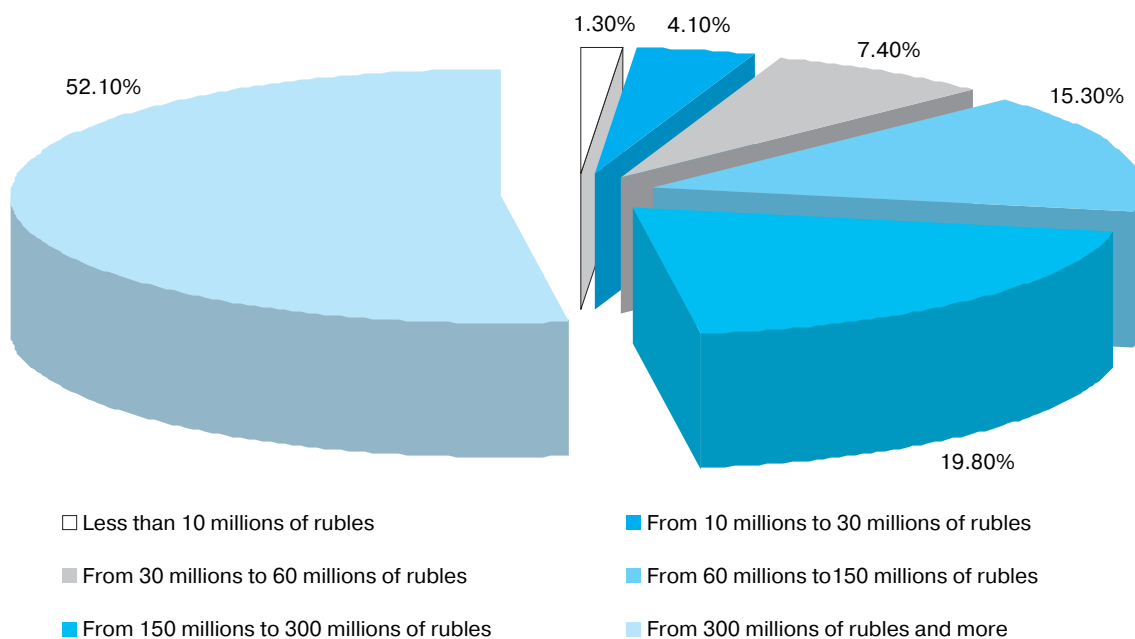 1.30%
4.10%
7.40%
52.10%
15.30%
19.80%
Less than 10 millions of rubles
From 10 millions to 30 millions of rubles
From 30 millions to 60 millions of rubles
From 60 millions to150 millions of rubles
From 150 millions to 300 millions of rubles
From 300 millions of rubles and more